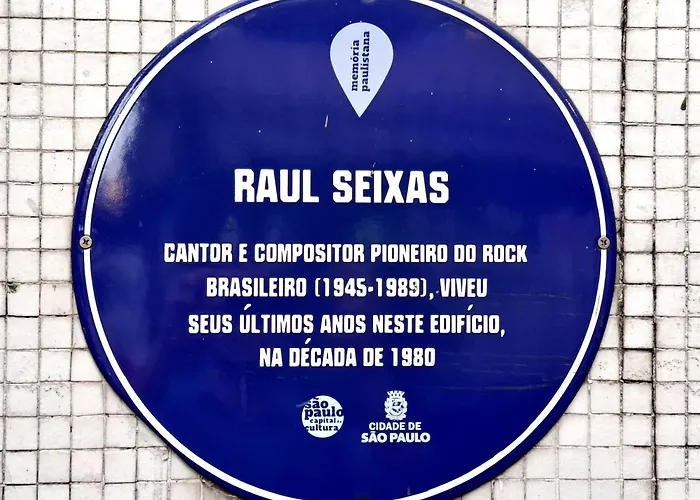 memória
paulistana
RAUL SEIXAS
CANTOR E COMPOSITOR PIONEIRO DO ROCK
BRASILEIRO (1945-1989), VIVEU
SEUS ÚLTIMOS ANOS NESTE EDIFÍCIO,
NA DÉCADA DE 1980
são
paulo
capital..
cultura
CIDADE DE
SÃO PAULO